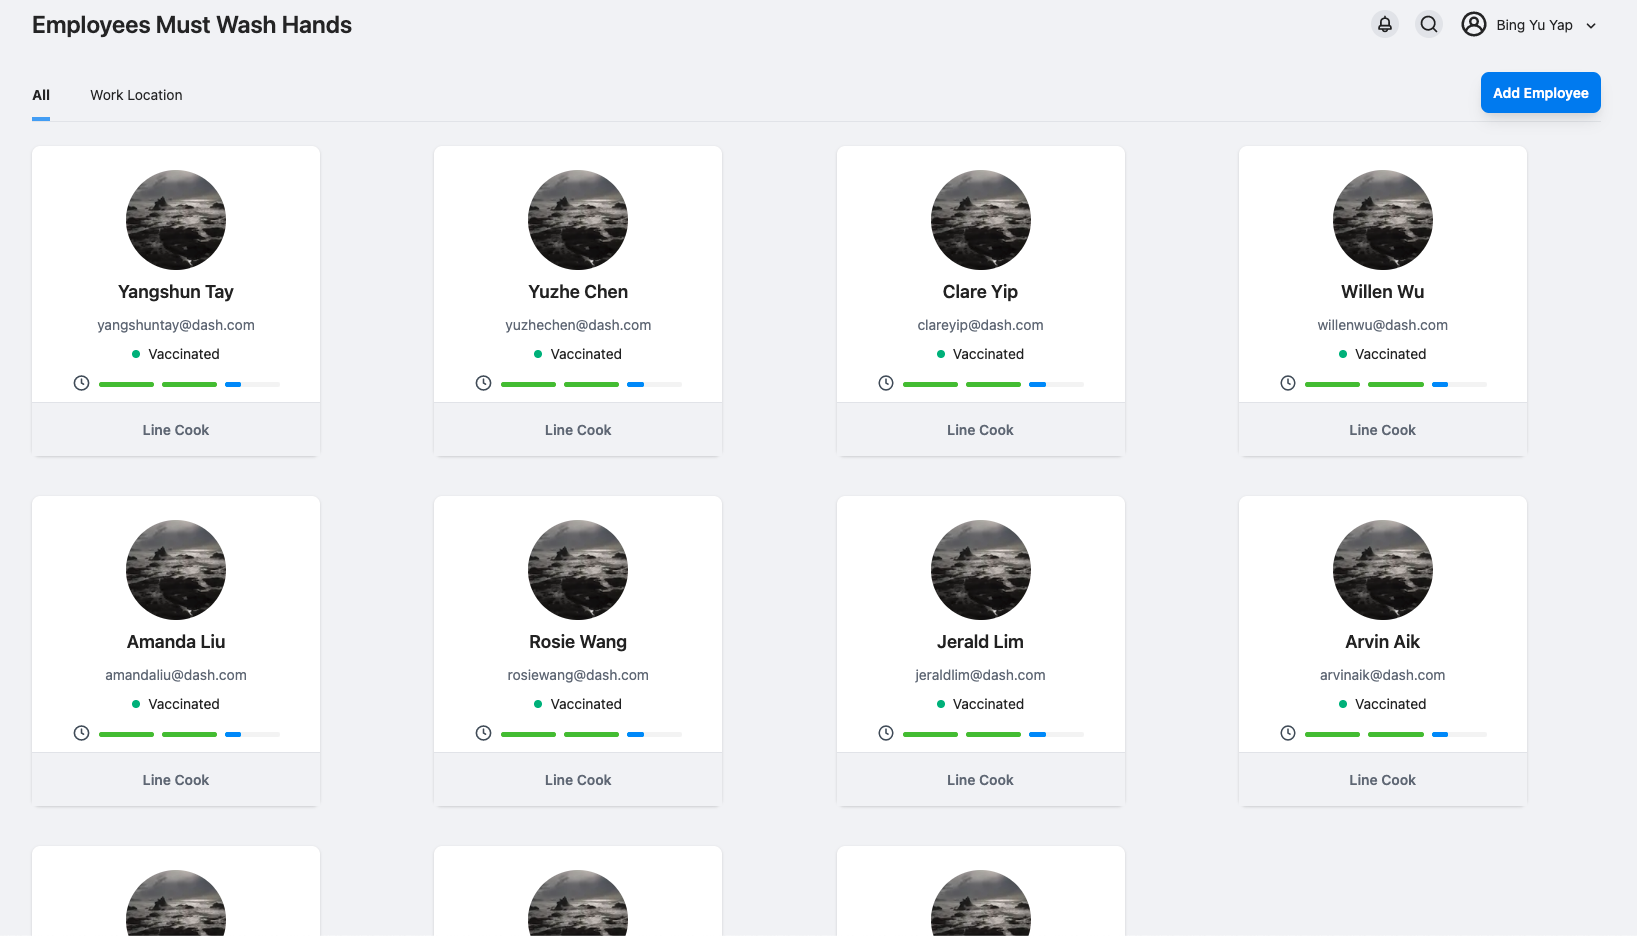 Employees Must Wash Hands
Bing Yu Yap
All
Work Location
Add Employee
Yangshun Tay
yangshuntay@dash.com
Vaccinated
Line Cook
Yuzhe Chen
yuzhechen@dash.com
Vaccinated
Line Cook
Clare Yip
clareyip@dash.com
Vaccinated
Line Cook
Willen Wu
willenwu@dash.com
Vaccinated
Line Cook
Amanda Liu
amandaliu@dash.com
Vaccinated
Line Cook
Rosie Wang
rosiewang@dash.com
Vaccinated
Line Cook
Jerald Lim
jeraldlim@dash.com
Vaccinated
Line Cook
Arvin Aik
arvinaik@dash.com
Vaccinated
Line Cook